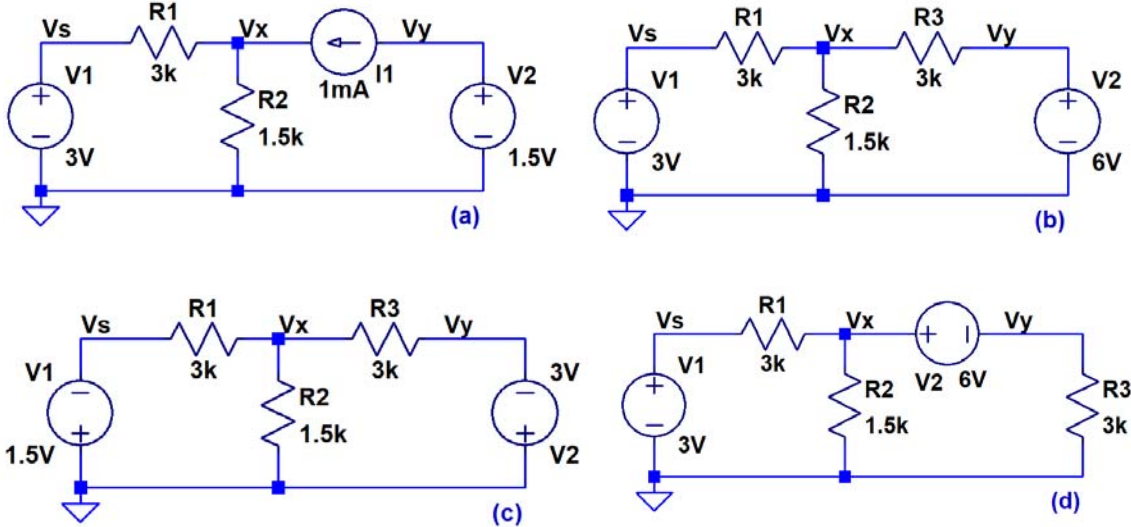 R1
Vs
Vx
Vy
3k
I1
1mA
V1
V2
R2
1.5k
3V
1.5V
(a)
R1
R3
Vs
Vx
Vy
3k
3k
V1
V2
R2
1.5k
3V
6V
(b)
R1
R3
Vs
Vx
Vy
3k
3k
V1
3V
R2
1.5k
1.5V
V2
(c)
R1
Vs
Vx
Vy
3k
V2
6V
V1
R2
R3
1.5k
3k
3V
(d)